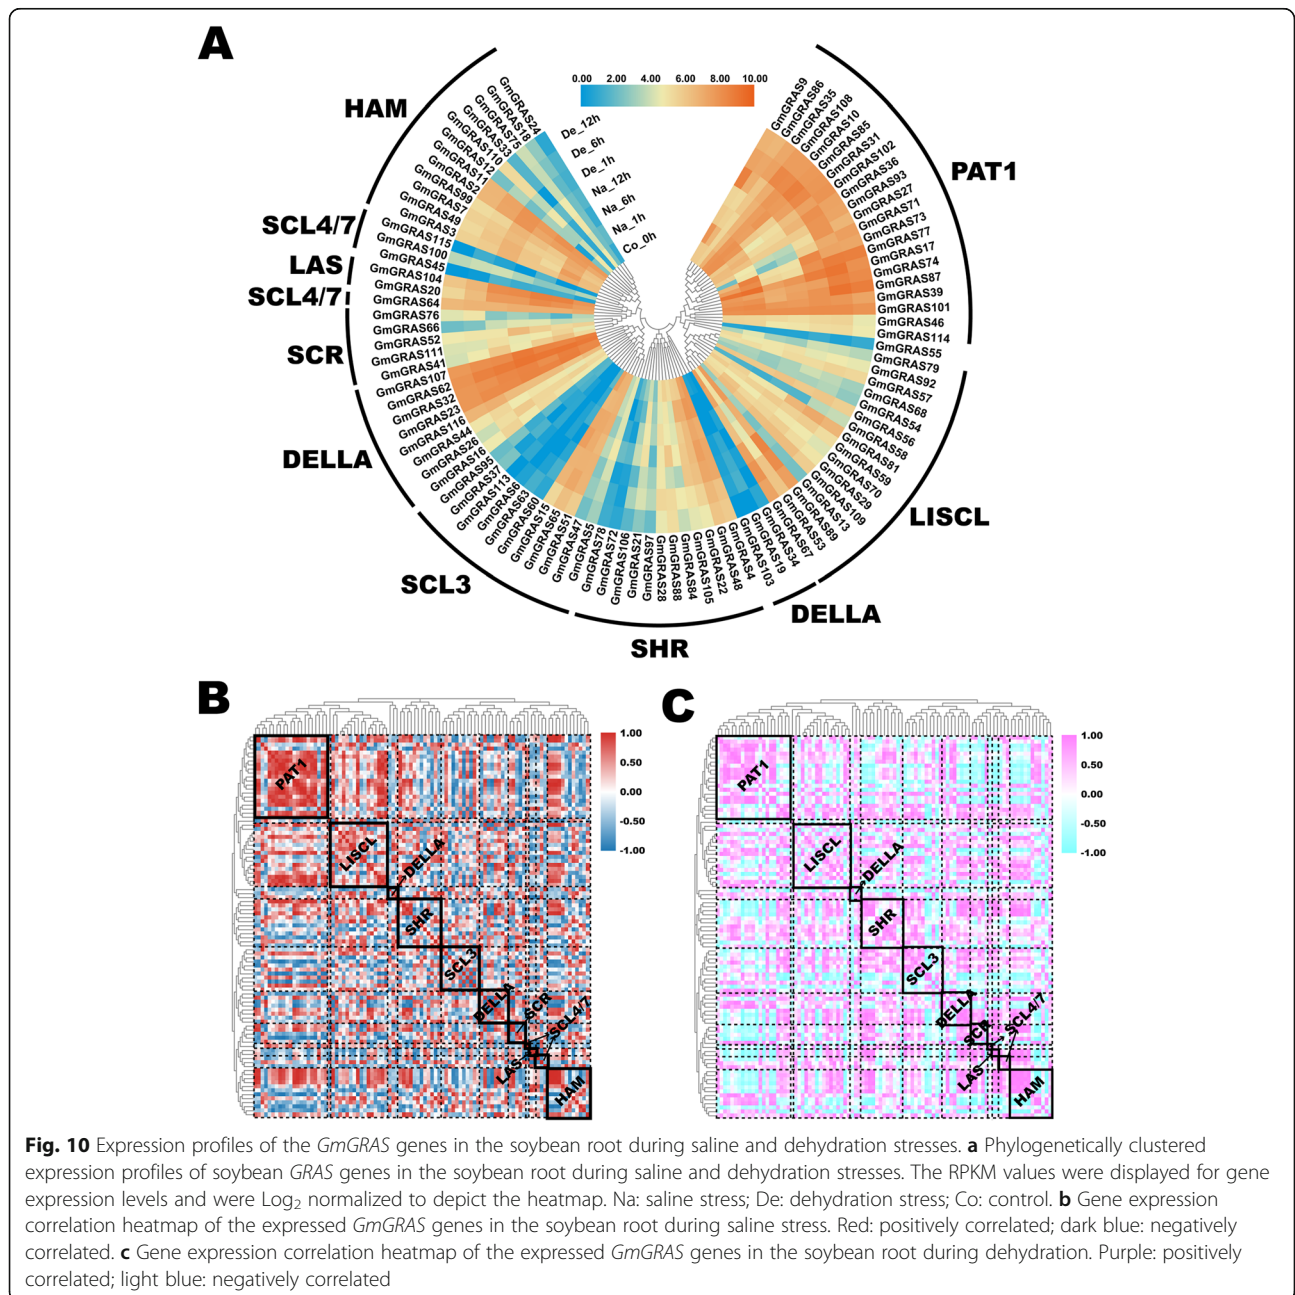 A
0.00 2.00 4.00 6.00 8.00 10.00
De_12h
De_6h
De_1h
Na_12h
Na_6h
Na_1h
Co_0h
HAM
SCL4/7
LAS
SCL4/7
SCR
DELLA
SCL3
SHR
DELLA
LISCL
PAT1
GmGRAS9
GmGRAS86
GmGRAS35
GmGRAS108
GmGRAS10
GmGRAS85
GmGRAS31
GmGRAS102
GmGRAS36
GmGRAS93
GmGRAS27
GmGRAS71
GmGRAS73
GmGRAS77
GmGRAS17
GmGRAS74
GmGRAS87
GmGRAS39
GmGRAS101
GmGRAS46
GmGRAS114
GmGRAS55
GmGRAS79
GmGRAS92
GmGRAS57
GmGRAS68
GmGRAS54
GmGRAS56
GmGRAS58
GmGRAS81
GmGRAS59
GmGRAS70
GmGRAS29
GmGRAS109
GmGRAS13
GmGRAS89
GmGRAS53
GmGRAS67
GmGRAS34
GmGRAS19
GmGRAS103
GmGRAS4
GmGRAS48
GmGRAS22
GmGRAS105
GmGRAS84
GmGRAS88
GmGRAS28
GmGRAS97
GmGRAS21
GmGRAS106
GmGRAS72
GmGRAS78
GmGRAS5
GmGRAS47
GmGRAS51
GmGRAS65
GmGRAS15
GmGRAS60
GmGRAS63
GmGRAS6
GmGRAS113
GmGRAS37
GmGRAS95
GmGRAS16
GmGRAS26
GmGRAS44
GmGRAS116
GmGRAS23
GmGRAS32
GmGRAS62
GmGRAS107
GmGRAS41
GmGRAS111
GmGRAS52
GmGRAS66
GmGRAS76
GmGRAS64
GmGRAS20
GmGRAS104
GmGRAS45
GmGRAS100
GmGRAS115
GmGRAS3
GmGRAS49
GmGRAS7
GmGRAS99
GmGRAS2
GmGRAS11
GmGRAS12
GmGRAS110
GmGRAS33
GmGRAS75
GmGRAS18
GmGRAS24
B
PAT1
LISCL
DELLA
SHR
SCL3
DELLA
SCR
SCL4/7
LAS
HAM
1.00
0.50
0.00
-0.50
-1.00
C
PAT1
LISCL
DELLA
SHR
SCL3
DELLA
SCR
SCL4/7
LAS
HAM
1.00
0.50
0.00
-0.50
-1.00
Fig. 10 Expression profiles of the GmGRAS genes in the soybean root during saline and dehydration stresses. a Phylogenetically clustered
expression profiles of soybean GRAS genes in the soybean root during saline and dehydration stresses. The RPKM values were displayed for gene
expression levels and were Log2 normalized to depict the heatmap. Na: saline stress; De: dehydration stress; Co: control. b Gene expression
correlation heatmap of the expressed GmGRAS genes in the soybean root during saline stress. Red: positively correlated; dark blue: negatively
correlated. c Gene expression correlation heatmap of the expressed GmGRAS genes in the soybean root during dehydration. Purple: positively
correlated; light blue: negatively correlated